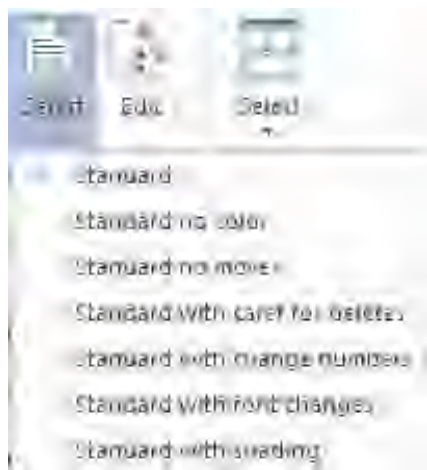 Edit Select
Standard
Standard no color
Standard no moves
Standard with caret for deletes
Standard with change numbers
Standard with font changes
Standard with shading